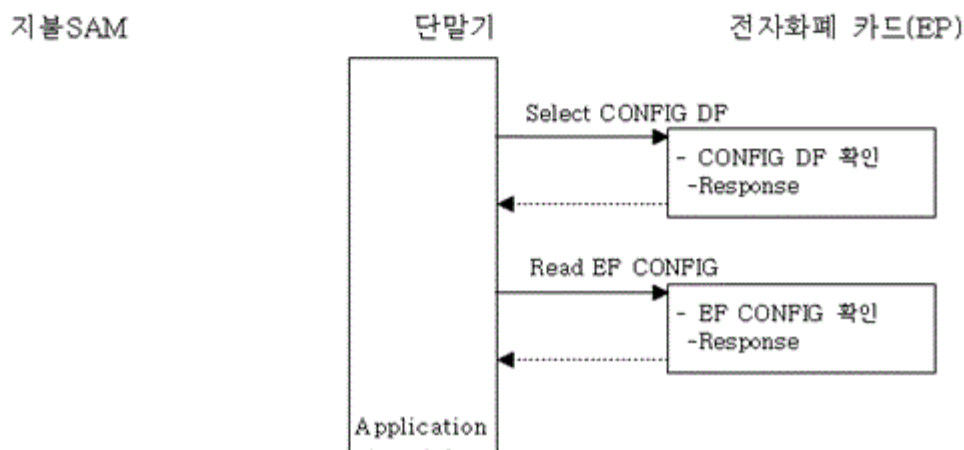 지불SAM
단말기
전자화폐 카드(EP)
Select CONFIG DF
- CONFIG DF 확인
-Response
Read EF CONFIG
- EF CONFIG 확인
-Response
Application